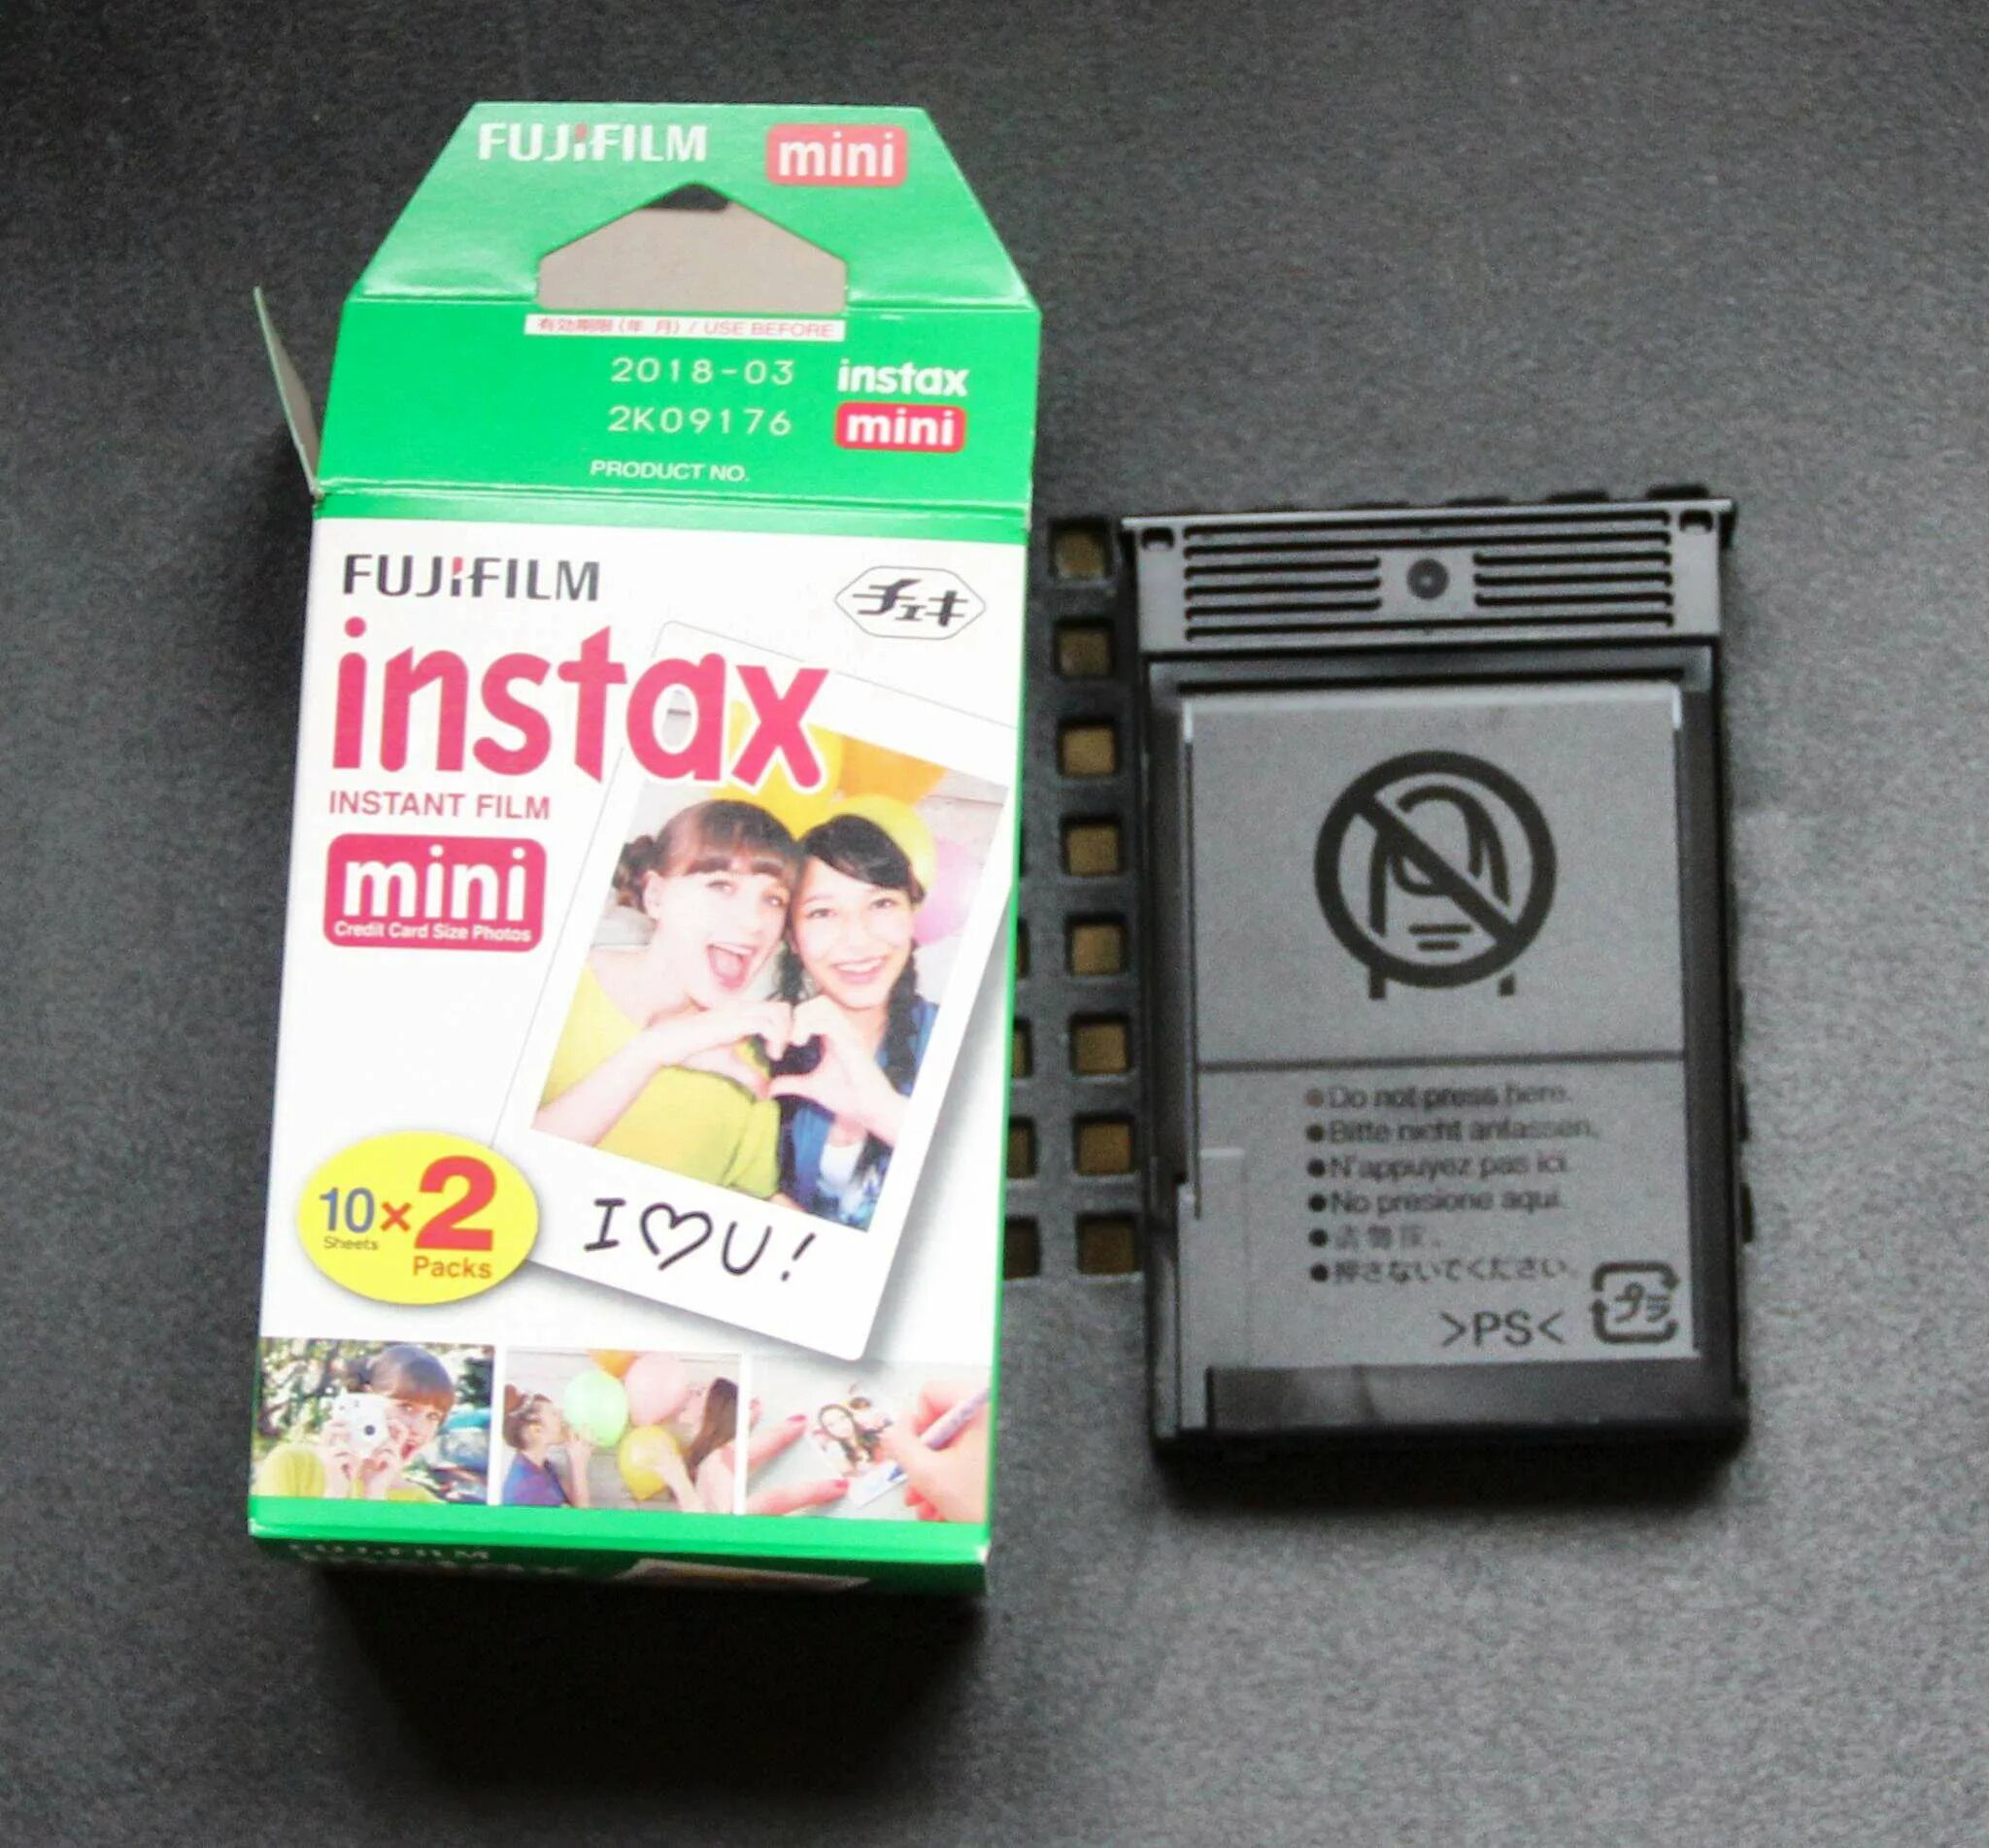 FUJIFILM mini
有効期限(年 月) / USE BEFORE
2018-03
2K09176
instax
mini
PRODUCT NO.
FUJIFILM
チェキ
instax
INSTANT FILM
mini
Credit Card Size Photos
10 × 2
Sheets
Packs
I ♡ U!
FUJIFILM
●Do not press here.
●Bitte nicht anfassen.
●N'appuyez pas ici.
●No presione aqui.
●押さないでください。
>PS<
プラ